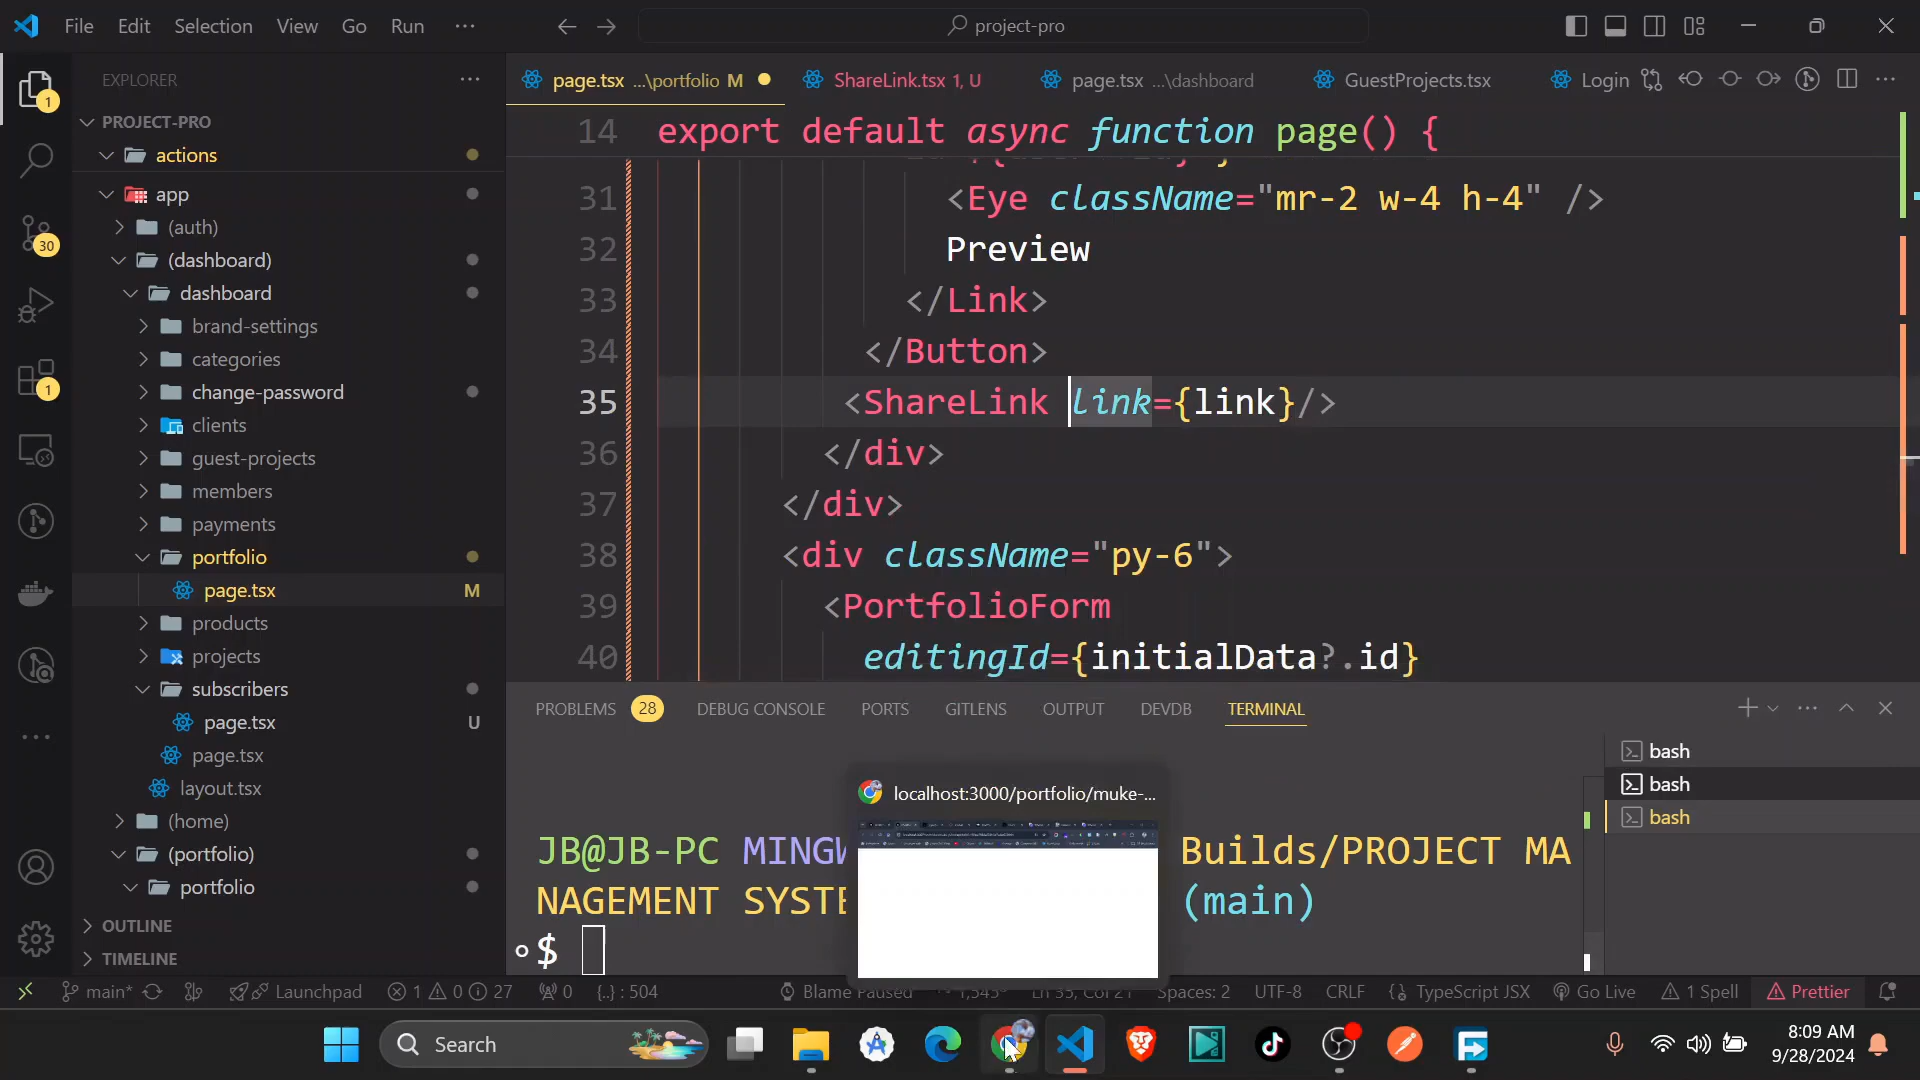 File Edit Selection View Go Run ···
project-pro
EXPLORER
page.tsx ...\portfolio M
ShareLink.tsx 1, U
page.tsx ...\dashboard
GuestProjects.tsx
Login
PROJECT-PRO
actions
app
(auth)
(dashboard)
dashboard
brand-settings
categories
change-password
clients
guest-projects
members
payments
portfolio
page.tsx M
products
projects
subscribers
page.tsx U
page.tsx
layout.tsx
(home)
(portfolio)
portfolio
OUTLINE
TIMELINE
1
30
1
14 export default async function page() {
31 <Eye className="mr-2 w-4 h-4" />
32 Preview
33 </Link>
34 </Button>
35 <ShareLink link={link}/>
36 </div>
37 </div>
38 <div className="py-6">
39 <PortfolioForm
40 editingId={initialData?.id}
PROBLEMS 28 DEBUG CONSOLE PORTS GITLENS OUTPUT DEVDB TERMINAL
bash
bash
bash
localhost:3000/portfolio/muke-...
JB@JB-PC MINGW Builds/PROJECT MA
NAGEMENT SYSTE (main)
$
main* Launchpad 1 0 27 0 {..} : 504 Blame Paused Ln 35, Col 21 Spaces: 2 UTF-8 CRLF TypeScript JSX Go Live 1 Spell Prettier
Search
8:09 AM
9/28/2024